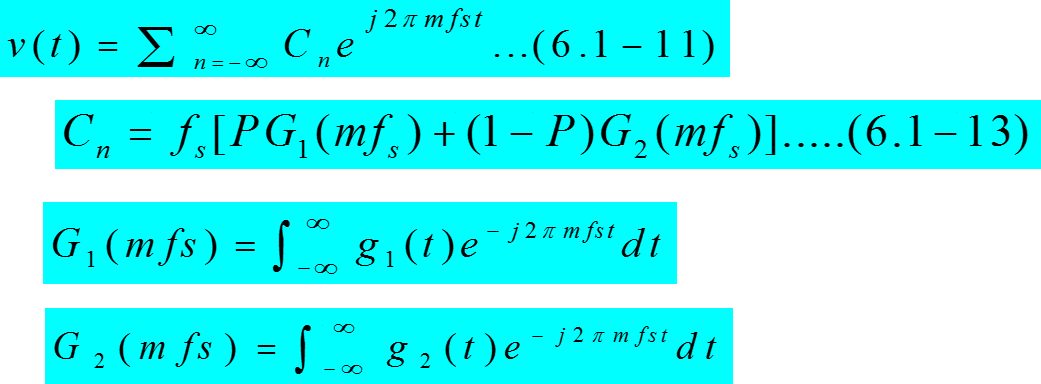 v(t) = ∑ ∞ n=−∞ C n e j2πmfst ...(6.1−11)
C n = f s [PG 1 (mf s )+(1−P)G 2 (mf s )].....(6.1−13)
G 1 (mfs) = ∫ ∞ −∞ g 1 (t)e −j2πmfst dt
G 2 (mfs) = ∫ ∞ −∞ g 2 (t)e −j2πmfst dt